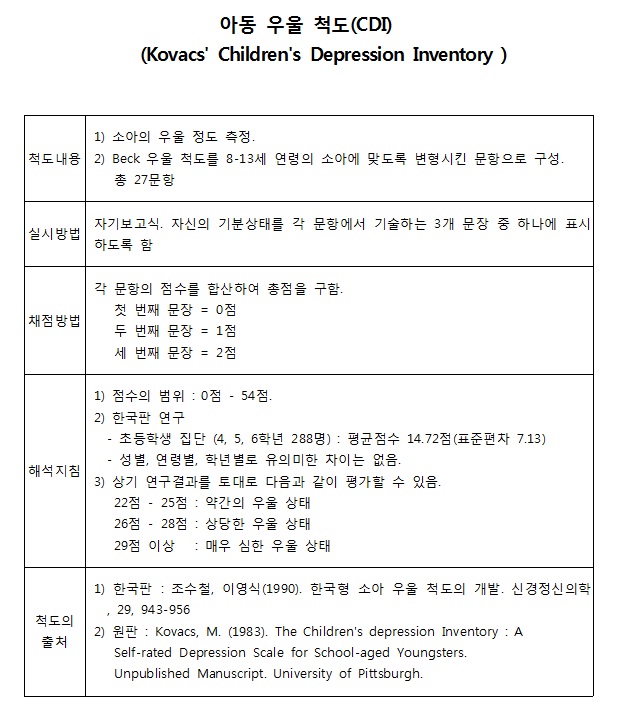 아동 우울 척도(CDI)
(Kovacs' Children's Depression Inventory )
척도내용
1) 소아의 우울 정도 측정.
2) Beck 우울 척도를 8-13세 연령의 소아에 맞도록 변형시킨 문항으로 구성.
총 27문항
실시방법
자기보고식. 자신의 기분상태를 각 문항에서 기술하는 3개 문장 중 하나에 표시
하도록 함
채점방법
각 문항의 점수를 합산하여 총점을 구함.
첫 번째 문장 = 0점
두 번째 문장 = 1점
세 번째 문장 = 2점
해석지침
1) 점수의 범위 : 0점 - 54점.
2) 한국판 연구
- 초등학생 집단 (4, 5, 6학년 288명) : 평균점수 14.72점(표준편차 7.13)
- 성별, 연령별, 학년별로 유의미한 차이는 없음.
3) 상기 연구결과를 토대로 다음과 같이 평가할 수 있음.
22점 - 25점 : 약간의 우울 상태
26점 - 28점 : 상당한 우울 상태
29점 이상 : 매우 심한 우울 상태
척도의
출처
1) 한국판 : 조수철, 이영식(1990). 한국형 소아 우울 척도의 개발. 신경정신의학
, 29, 943-956
2) 원판 : Kovacs, M. (1983). The Children's depression Inventory : A
Self-rated Depression Scale for School-aged Youngsters.
Unpublished Manuscript. University of Pittsburgh.